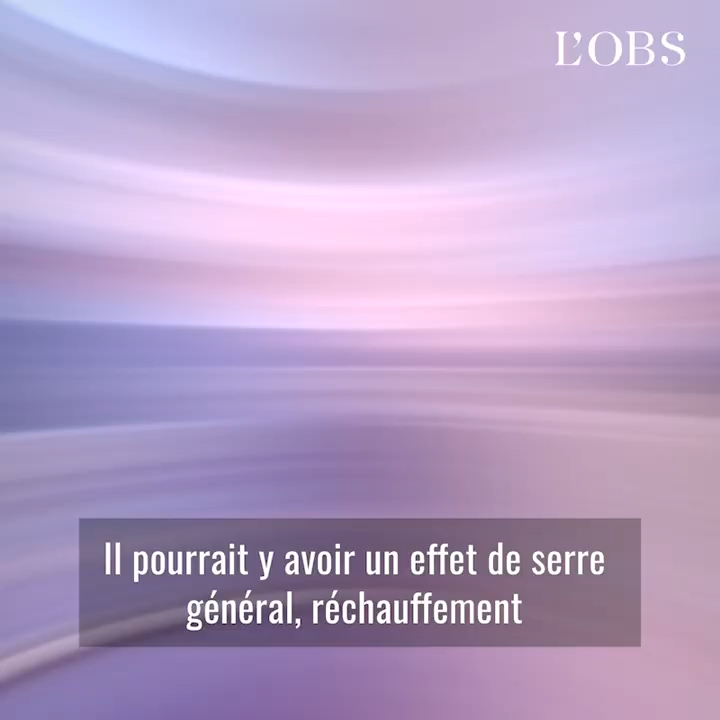 L'OBS
Il pourrait y avoir un effet de serre
général, réchauffement